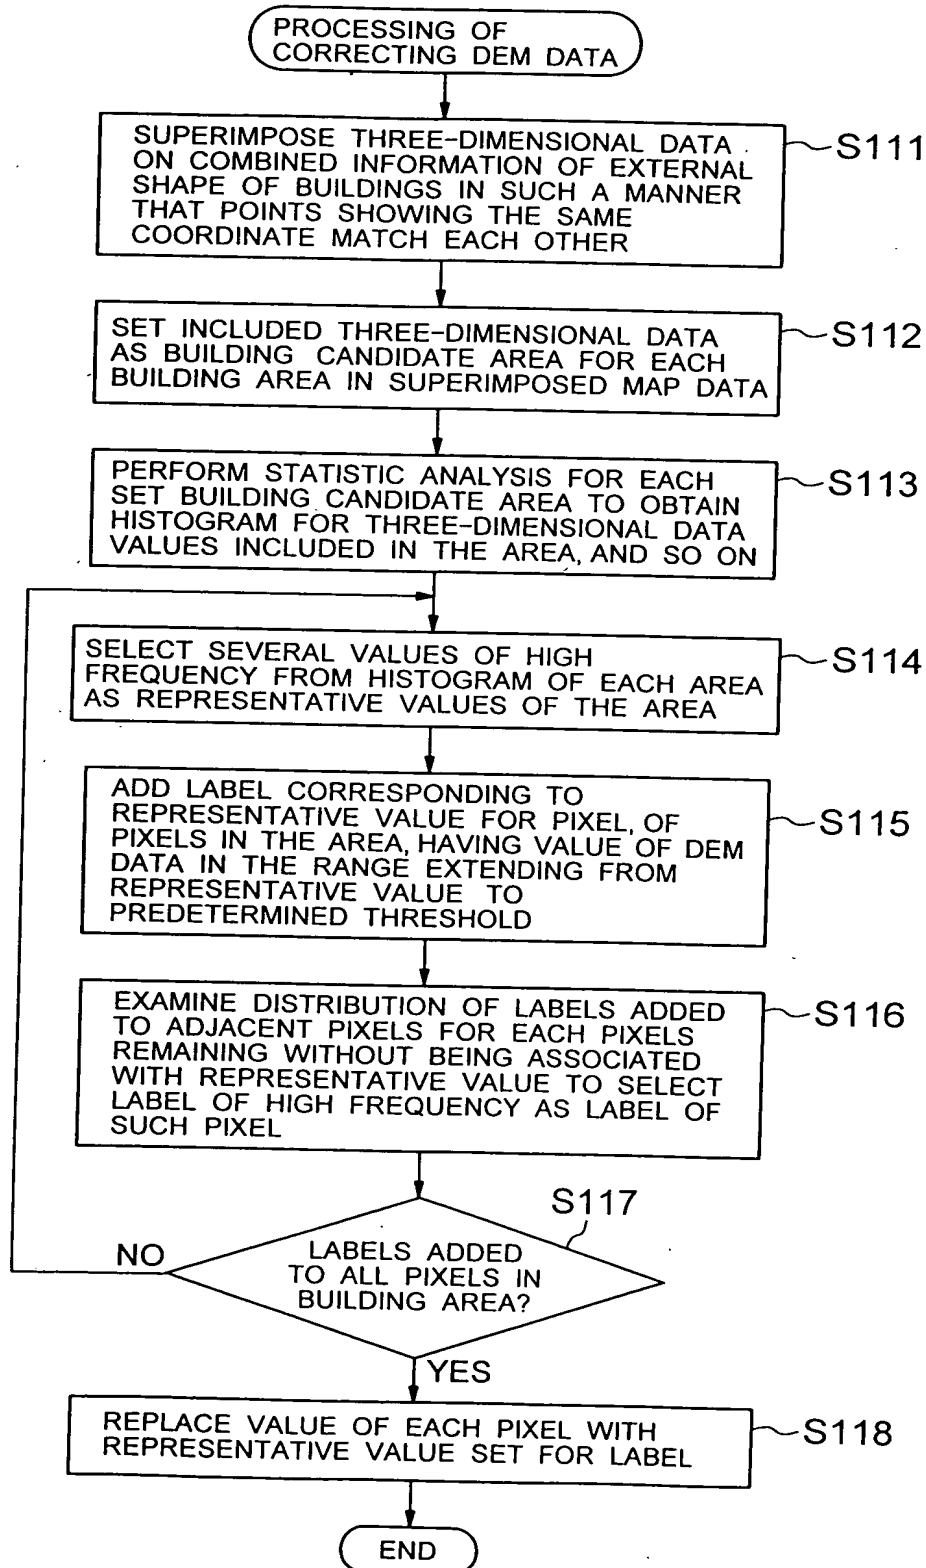 PROCESSING OF
CORRECTING DEM DATA
SUPERIMPOSE THREE-DIMENSIONAL DATA
ON COMBINED INFORMATION OF EXTERNAL
SHAPE OF BUILDINGS IN SUCH A MANNER
THAT POINTS SHOWING THE SAME
COORDINATE MATCH EACH OTHER
S111
SET INCLUDED THREE-DIMENSIONAL DATA
AS BUILDING CANDIDATE AREA FOR EACH
BUILDING AREA IN SUPERIMPOSED MAP DATA
S112
PERFORM STATISTIC ANALYSIS FOR EACH
SET BUILDING CANDIDATE AREA TO OBTAIN
HISTOGRAM FOR THREE-DIMENSIONAL DATA
VALUES INCLUDED IN THE AREA, AND SO ON
S113
SELECT SEVERAL VALUES OF HIGH
FREQUENCY FROM HISTOGRAM OF EACH AREA
AS REPRESENTATIVE VALUES OF THE AREA
S114
ADD LABEL CORRESPONDING TO
REPRESENTATIVE VALUE FOR PIXEL, OF
PIXELS IN THE AREA, HAVING VALUE OF DEM
DATA IN THE RANGE EXTENDING FROM
REPRESENTATIVE VALUE TO
PREDETERMINED THRESHOLD
S115
EXAMINE DISTRIBUTION OF LABELS ADDED
TO ADJACENT PIXELS FOR EACH PIXELS
REMAINING WITHOUT BEING ASSOCIATED
WITH REPRESENTATIVE VALUE TO SELECT
LABEL OF HIGH FREQUENCY AS LABEL OF
SUCH PIXEL
S116
S117
NO
LABELS ADDED
TO ALL PIXELS IN
BUILDING AREA?
YES
REPLACE VALUE OF EACH PIXEL WITH
REPRESENTATIVE VALUE SET FOR LABEL
S118
END